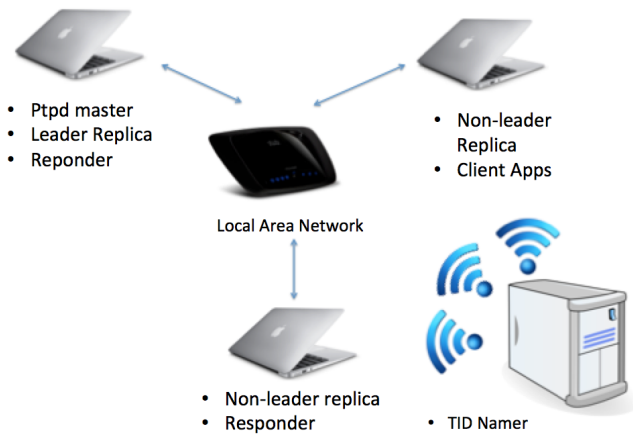 • Ptpd master
• Leader Replica
• Reponder
• Non-leader
Replica
• Client Apps
Local Area Network
• Non-leader replica
• Responder
• TID Namer